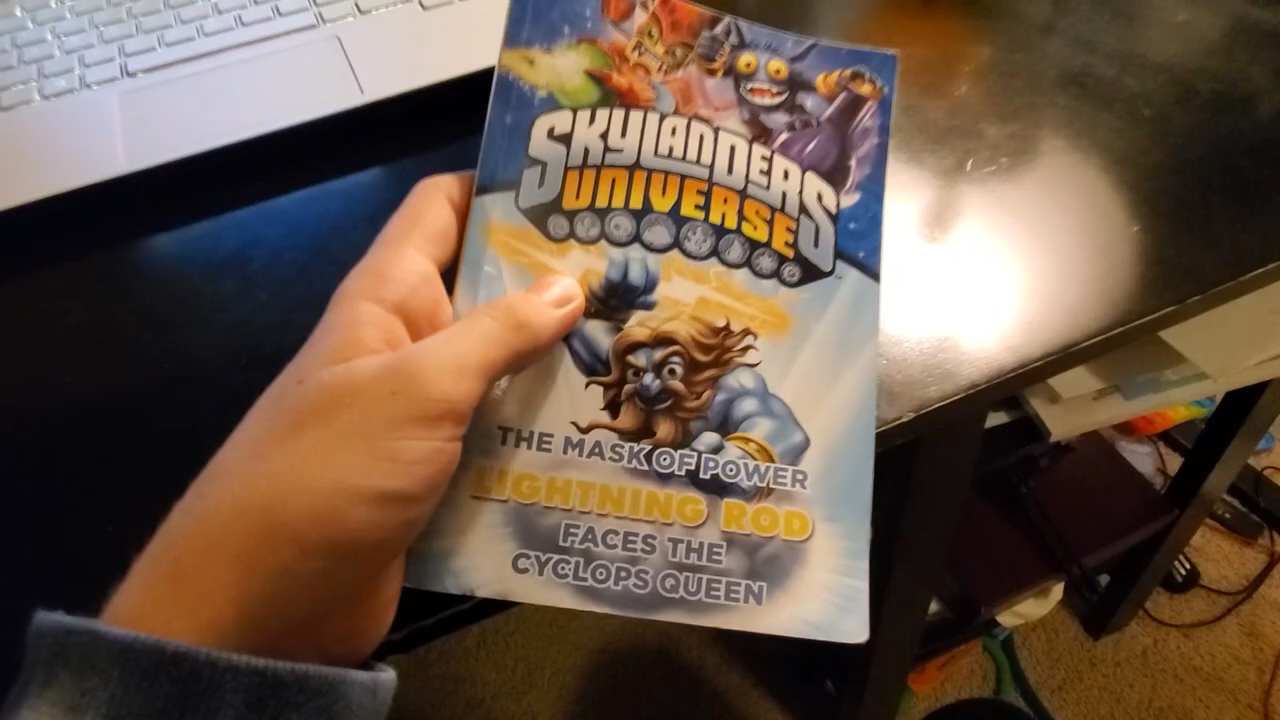 SKYLANDERS
UNIVERSE
THE MASK OF POWER
LIGHTNING ROD
FACES THE
CYCLOPS QUEEN